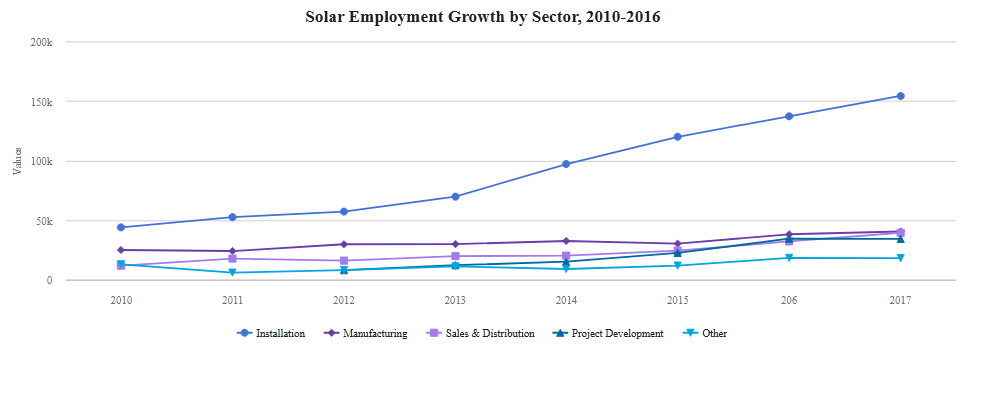 Solar Employment Growth by Sector, 2010-2016
200k
150k
100k
50k
0
Values
2010 2011 2012 2013 2014 2015 206 2017
Installation Manufacturing Sales & Distribution Project Development Other